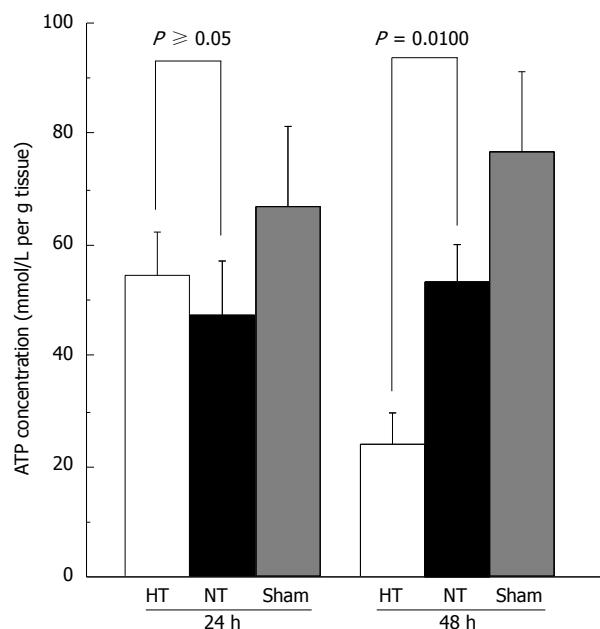 100
P ≥ 0.05
P = 0.0100
80
60
40
20
0
ATP concentration (mmol/L per g tissue)
HT NT Sham HT NT Sham
24 h 48 h